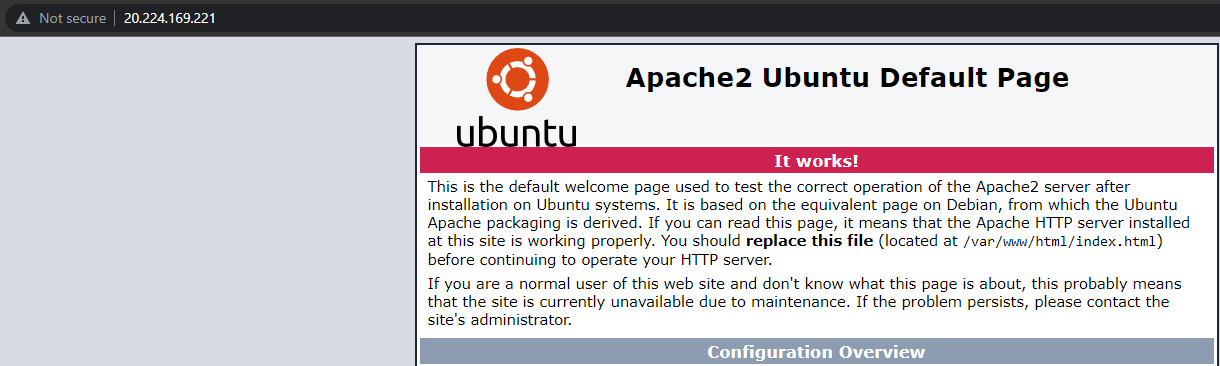 Not secure 20.224.169.221
Apache2 Ubuntu Default Page
ubuntu
It works!
This is the default welcome page used to test the correct operation of the Apache2 server after
installation on Ubuntu systems. It is based on the equivalent page on Debian, from which the Ubuntu
Apache packaging is derived. If you can read this page, it means that the Apache HTTP server installed
at this site is working properly. You should replace this file (located at /var/www/html/index.html)
before continuing to operate your HTTP server.
If you are a normal user of this web site and don't know what this page is about, this probably means
that the site is currently unavailable due to maintenance. If the problem persists, please contact the
site's administrator.
Configuration Overview